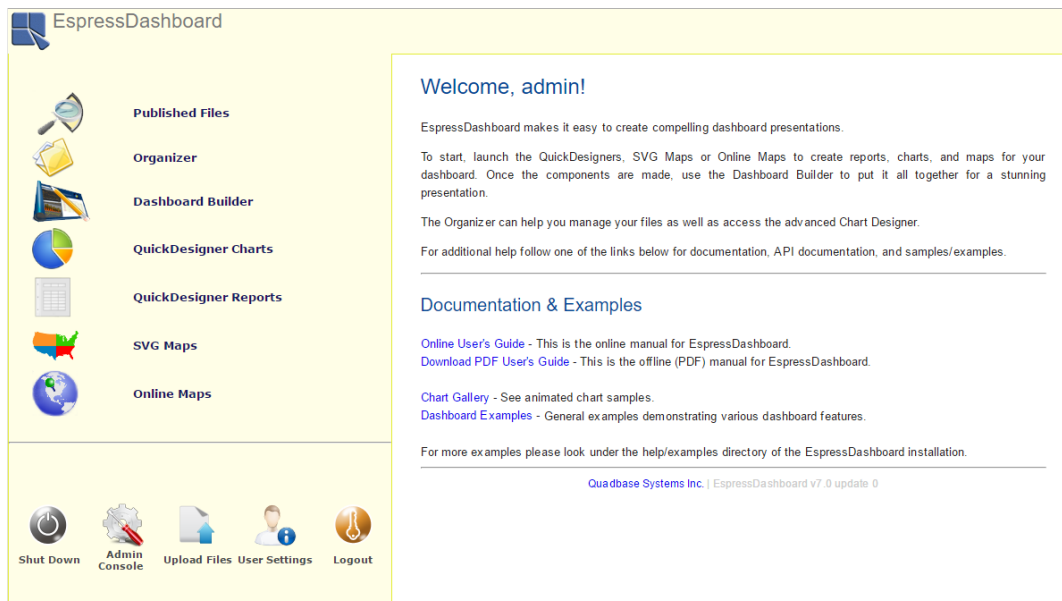 EspressDashboard
Published Files
Organizer
Dashboard Builder
QuickDesigner Charts
QuickDesigner Reports
SVG Maps
Online Maps
Shut Down
Admin
Console
Upload Files
User Settings
Logout
Welcome, admin!
EspressDashboard makes it easy to create compelling dashboard presentations.
To start, launch the QuickDesigners, SVG Maps or Online Maps to create reports, charts, and maps for your
dashboard. Once the components are made, use the Dashboard Builder to put it all together for a stunning
presentation.
The Organizer can help you manage your files as well as access the advanced Chart Designer.
For additional help follow one of the links below for documentation, API documentation, and samples/examples.
Documentation & Examples
Online User's Guide - This is the online manual for EspressDashboard.
Download PDF User's Guide - This is the offline (PDF) manual for EspressDashboard.
Chart Gallery - See animated chart samples.
Dashboard Examples - General examples demonstrating various dashboard features.
For more examples please look under the help/examples directory of the EspressDashboard installation.
Quadbase Systems Inc. | EspressDashboard v7.0 update 0